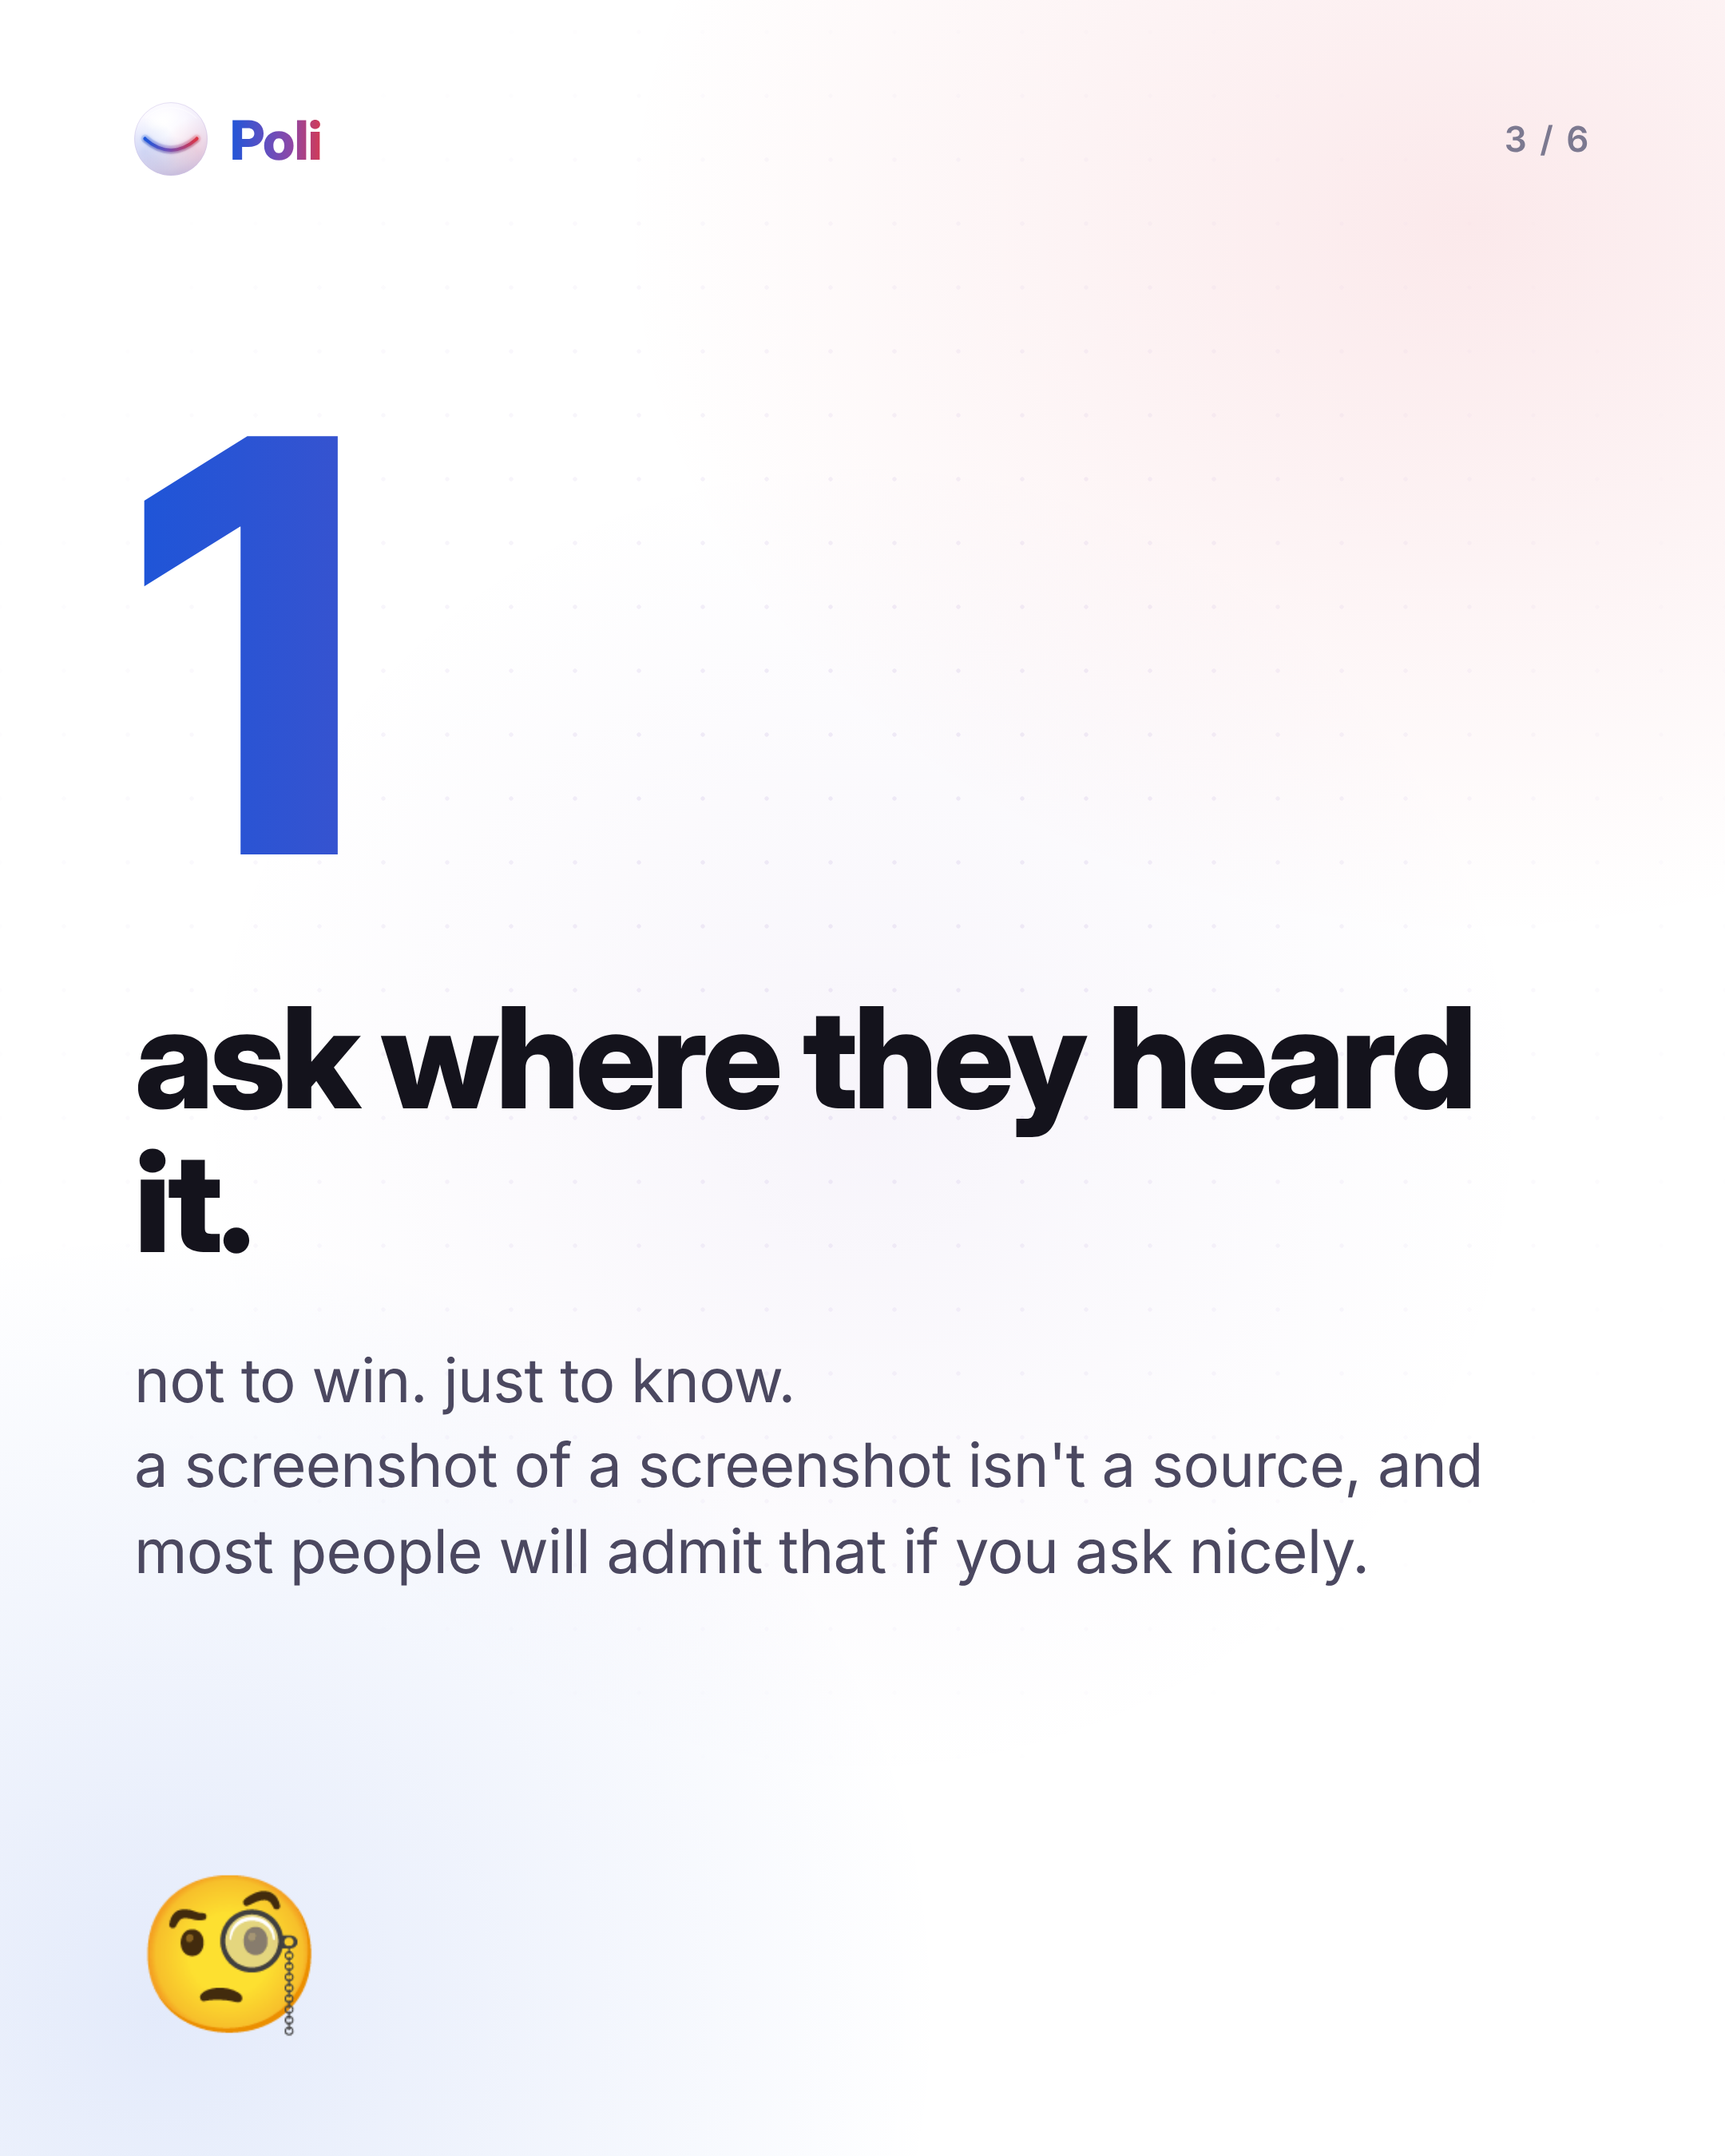 Poli
3 / 6
1
ask where they heard
it.
not to win. just to know.
a screenshot of a screenshot isn't a source, and
most people will admit that if you ask nicely.